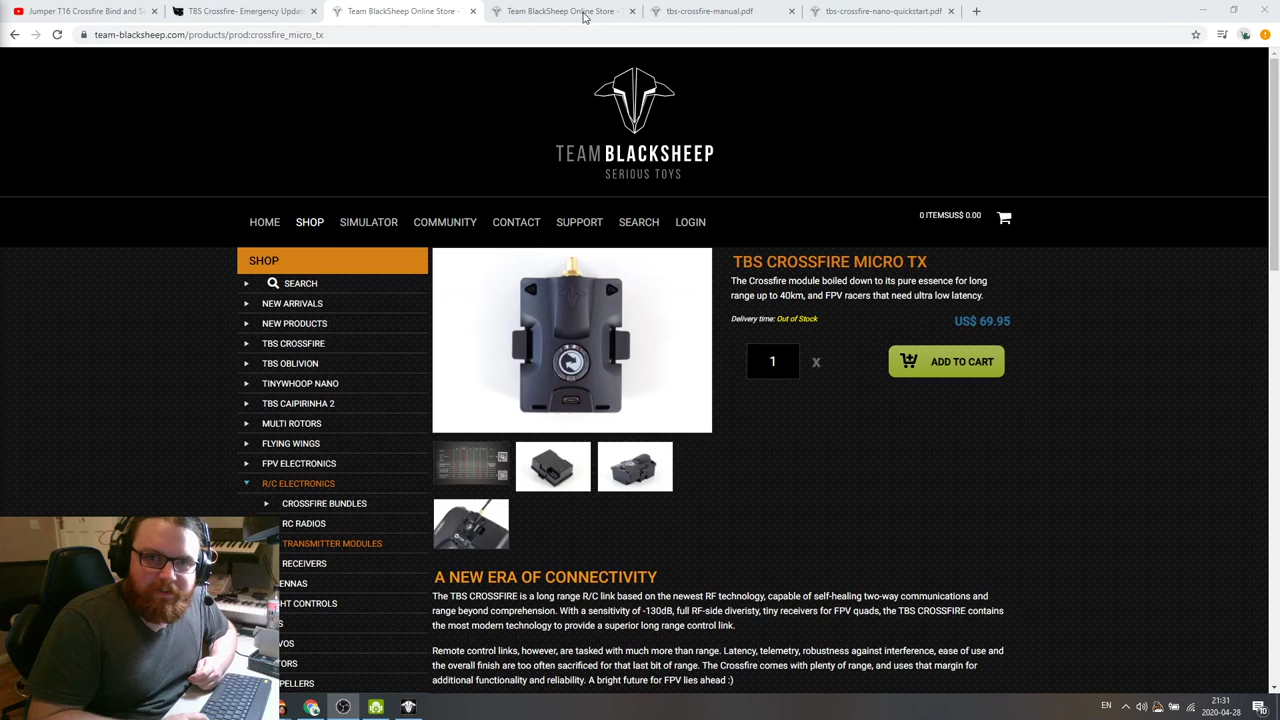 Jumper T16 Crossfire Bind and S
TBS Crossfire- Emergency Updat
Team BlackSheep Online Store -
Team BlackSheep Online Store - T
tbs-crossfire-manual.pdf
tbs-crossfire-nano-quickstart.pdf
team-blacksheep.com/products/prod:crossfire_micro_tx
TEAM BLACKSHEEP
SERIOUS TOYS
HOME
SHOP
SIMULATOR
COMMUNITY
CONTACT
SUPPORT
SEARCH
LOGIN
0 ITEMSUS$ 0.00
SHOP
SEARCH
NEW ARRIVALS
NEW PRODUCTS
TBS CROSSFIRE
TBS OBLIVION
TINYWHOOP NANO
TBS CAIPIRINHA 2
MULTI ROTORS
FLYING WINGS
FPV ELECTRONICS
R/C ELECTRONICS
CROSSFIRE BUNDLES
RC RADIOS
TRANSMITTER MODULES
RECEIVERS
ENNAS
HT CONTROLS
S
VOS
TORS
PELLERS
TBS CROSSFIRE MICRO TX
The Crossfire module boiled down to its pure essence for long
range up to 40km, and FPV racers that need ultra low latency.
Delivery time: Out of Stock
US$ 69.95
1
x
ADD TO CART
A NEW ERA OF CONNECTIVITY
The TBS CROSSFIRE is a long range R/C link based on the newest RF technology, capable of self-healing two-way communications and
range beyond comprehension. With a sensitivity of -130dB, full RF-side diveristy, tiny receivers for FPV quads, the TBS CROSSFIRE contains
the most modern technology to provide a superior long range control link.
Remote control links, however, are tasked with much more than range. Latency, telemetry, robustness against interference, ease of use and
the overall finish are too often sacrificed for that last bit of range. The Crossfire comes with plenty of range, and uses that margin for
additional functionality and reliability. A bright future for FPV lies ahead :)
EN
21:31
2020-04-28